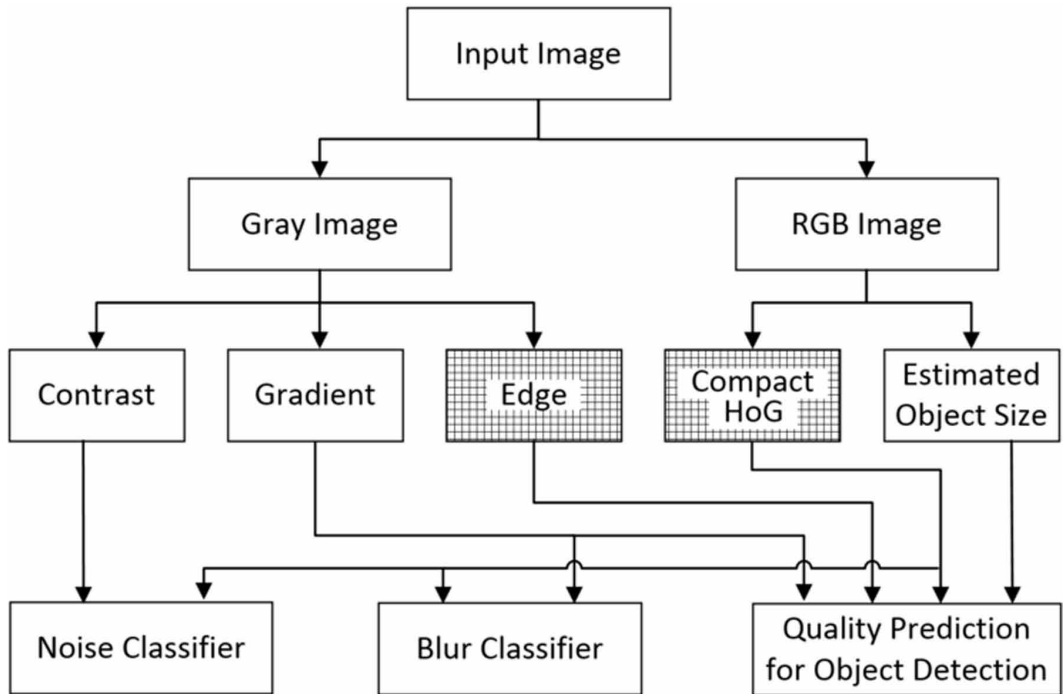 Input Image
Gray Image
RGB Image
Contrast
Gradient
Edge
Compact
HoG
Estimated
Object Size
Noise Classifier
Blur Classifier
Quality Prediction
for Object Detection